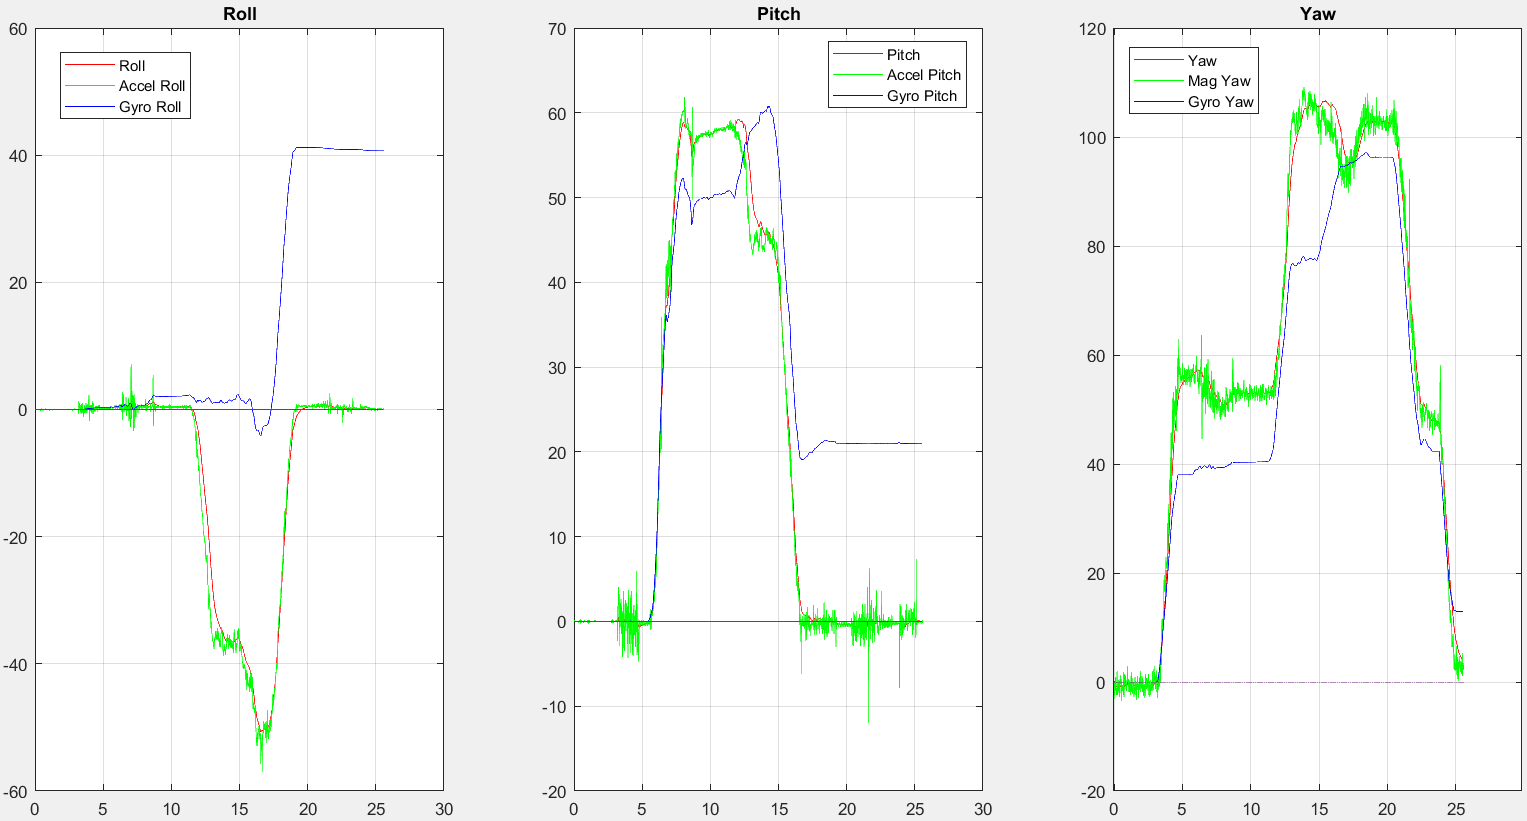 Roll
60
40
20
0
-20
-40
-60
0 5 10 15 20 25 30
Roll
Accel Roll
Gyro Roll
Pitch
70
60
50
40
30
20
10
0
-10
-20
0 5 10 15 20 25 30
Pitch
Accel Pitch
Gyro Pitch
Yaw
120
100
80
60
40
20
0
-20
0 5 10 15 20 25
Yaw
Mag Yaw
Gyro Yaw